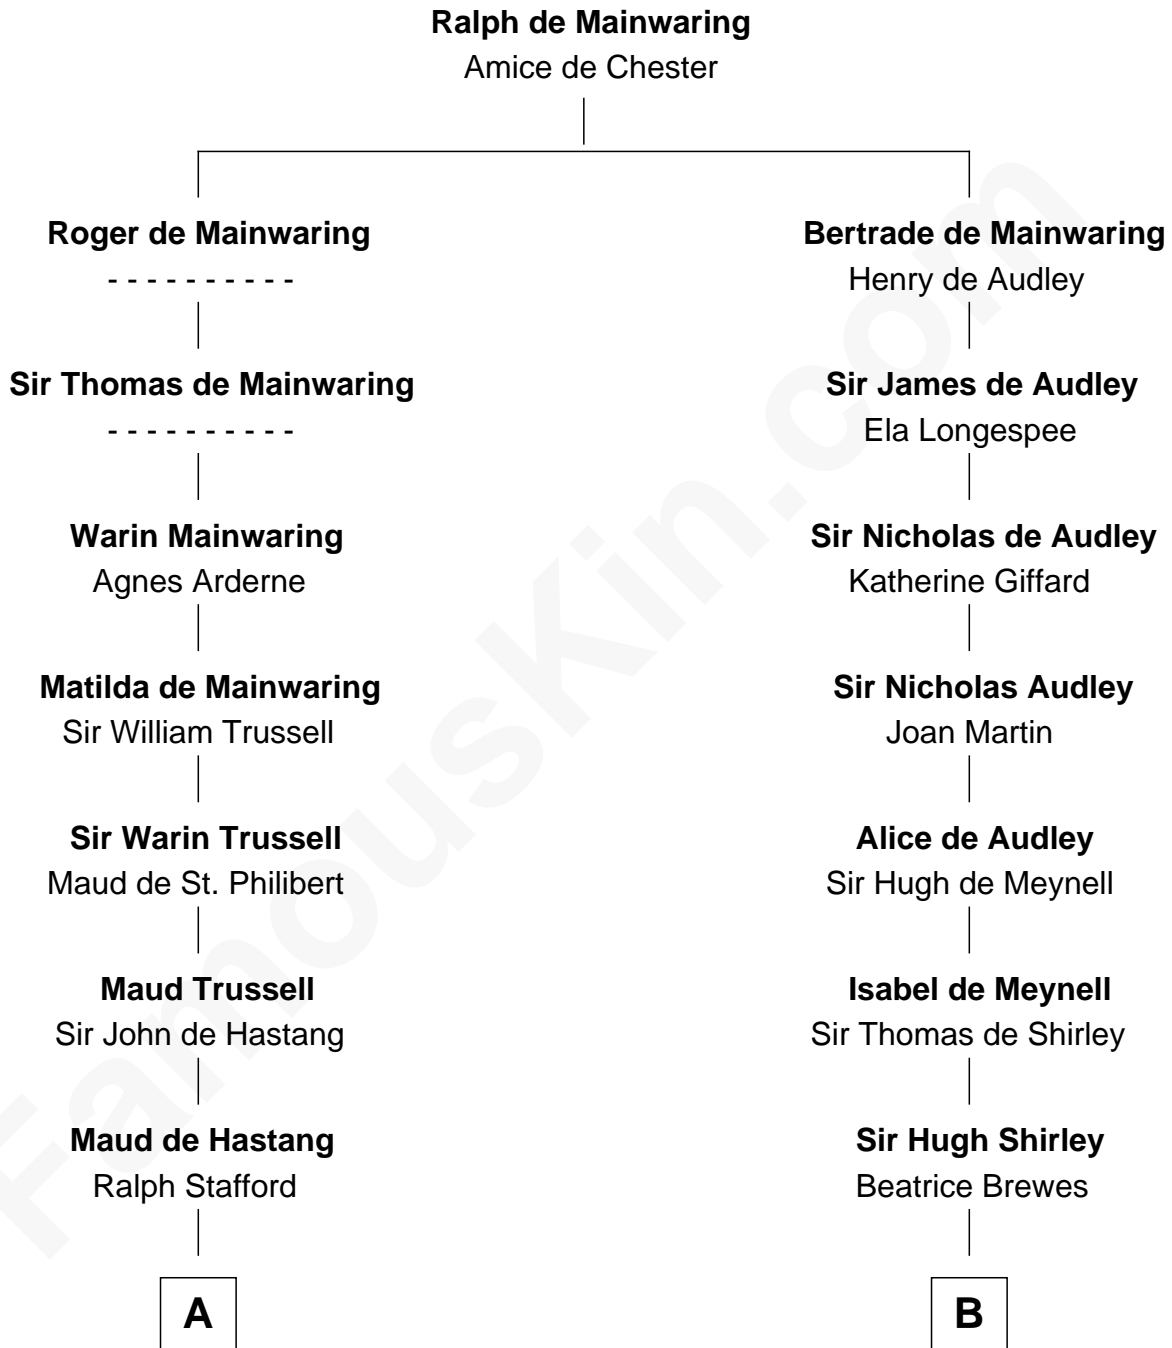 Ralph de Mainwaring
Amice de Chester
Roger de Mainwaring
- - - - - - - - - -
Sir Thomas de Mainwaring
- - - - - - - - - -
Warin Mainwaring
Agnes Arderne
Matilda de Mainwaring
Sir William Trussell
Sir Warin Trussell
Maud de St. Philibert
Maud Trussell
Sir John de Hastang
Maud de Hastang
Ralph Stafford
A
Bertrade de Mainwaring
Henry de Audley
Sir James de Audley
Ela Longespee
Sir Nicholas de Audley
Katherine Giffard
Sir Nicholas Audley
Joan Martin
Alice de Audley
Sir Hugh de Meynell
Isabel de Meynell
Sir Thomas de Shirley
Sir Hugh Shirley
Beatrice Brewes
B
FamousKin.com